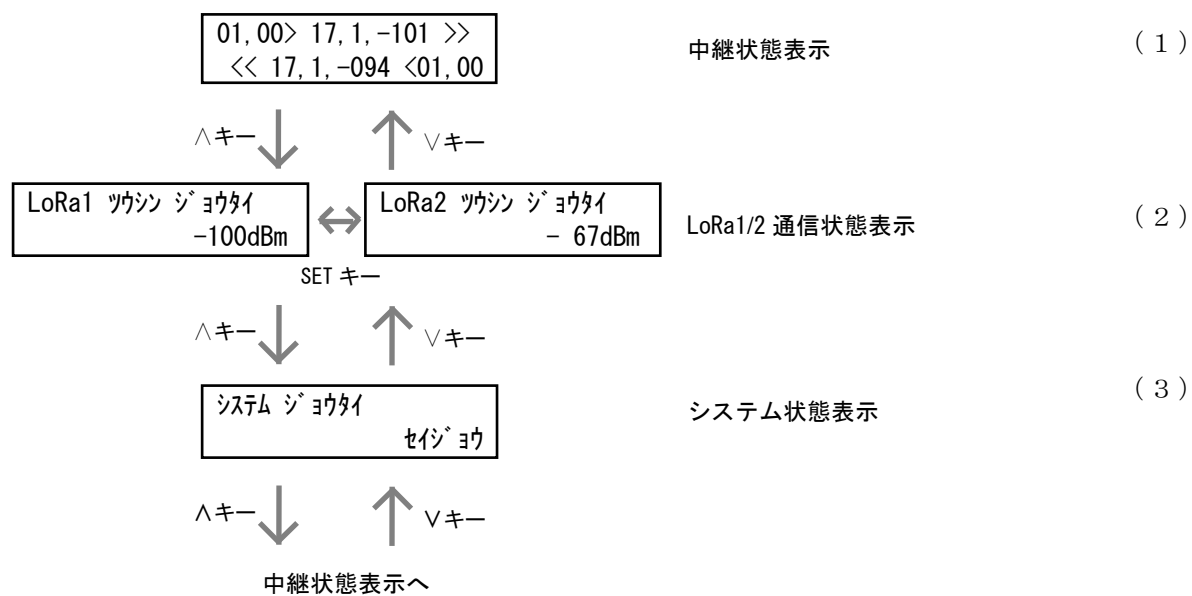 01,00> 17,1,-101 >>
<< 17,1,-094 <01,00
中継状態表示
(1)
∧キー
∨キー
LoRa1 ﾂｳｼﾝ ｼﾞｮｳﾀｲ
-100dBm
LoRa2 ﾂｳｼﾝ ｼﾞｮｳﾀｲ
- 67dBm
LoRa1/2 通信状態表示
(2)
SET キー
∧キー
∨キー
ｼｽﾃﾑ ｼﾞｮｳﾀｲ
ｾｲｼﾞｮｳ
システム状態表示
(3)
∧キー
∨キー
中継状態表示へ